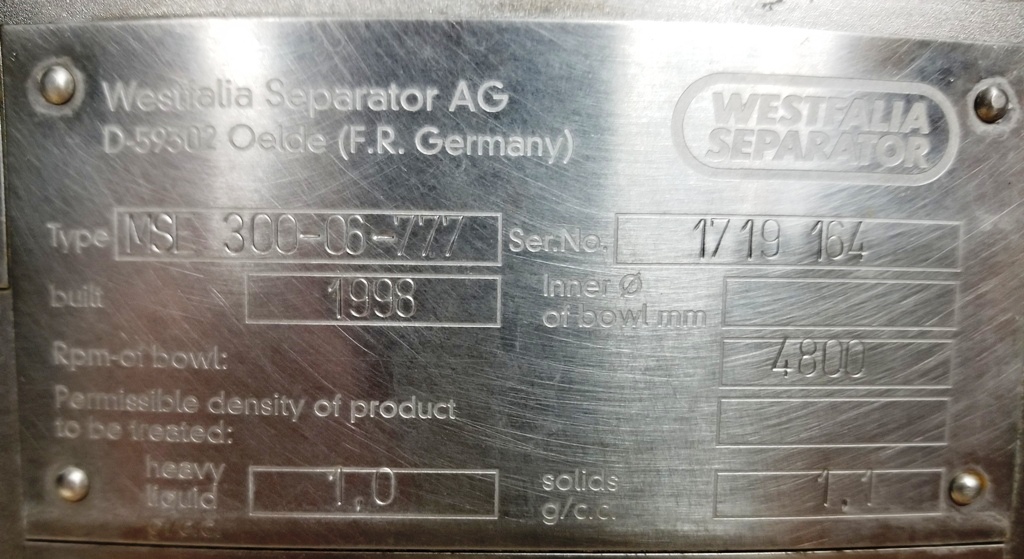 Westfalia Separator AG
D-59302 Oelde (F.R. Germany)
WESTFALIA
SEPARATOR
Type MSL 300-06-777 Ser.No. 1719 164
built 1998 Inner Ø
of bowl mm
Rpm-of bowl: 4800
Permissible density of product
to be treated:
heavy
liquid 1,0 solids 1,1
g/c.c. g/c.c.